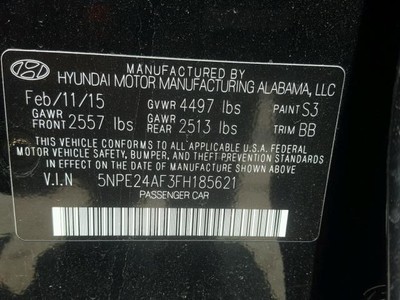 MANUFACTURED BY
HYUNDAI MOTOR MANUFACTURING ALABAMA, LLC
Feb/11/15 GVWR 4497 lbs PAINT S3
GAWR FRONT 2557 lbs GAWR REAR 2513 lbs TRIM BB
THIS VEHICLE CONFORMS TO ALL APPLICABLE U.S.A. FEDERAL
MOTOR VEHICLE SAFETY, BUMPER, AND THEFT PREVENTION STANDARDS
IN EFFECT ON THE DATE OF MANUFACTURE SHOWN ABOVE.
V.I.N 5NPE24AF3FH185621
PASSENGER CAR